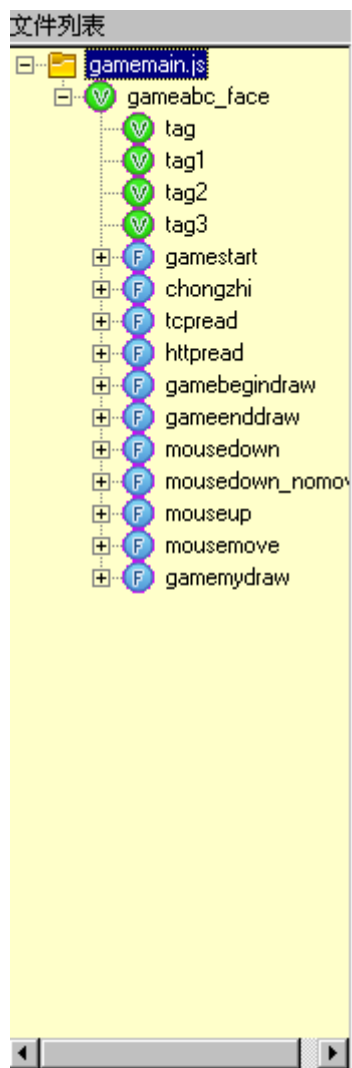 文件列表
gamemain.js
gameabc_face
tag
tag1
tag2
tag3
gamestart
chongzhi
tcpread
httpread
gamebegindraw
gameenddraw
mousedown
mousedown_nomov
mouseup
mousemove
gamemydraw